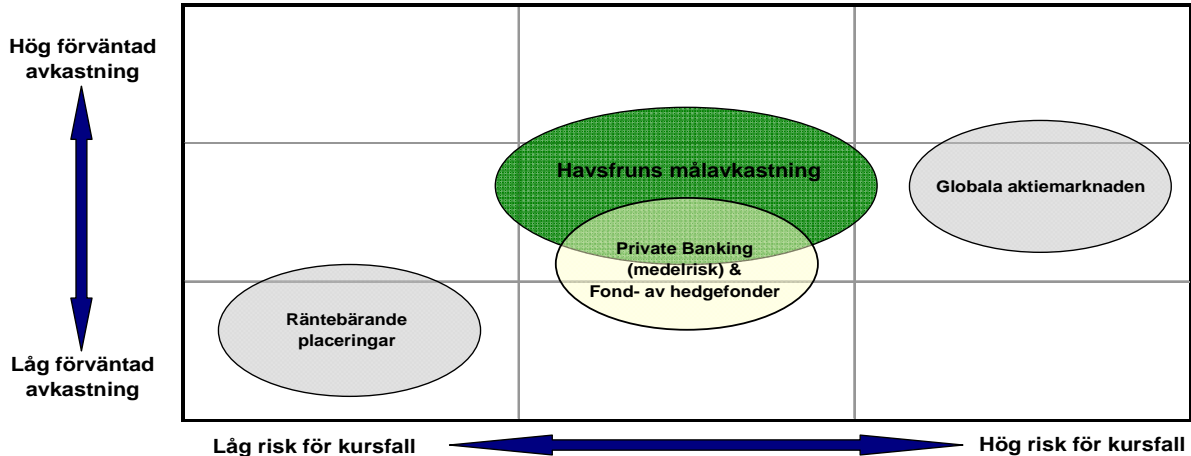 Hög förväntad
avkastning
Havsfruns målavkastning
Globala aktiemarknaden
Private Banking
(medelrisk) &
Fond- av hedgefonder
Räntebärande
placeringar
Låg förväntad
avkastning
Låg risk för kursfall
Hög risk för kursfall